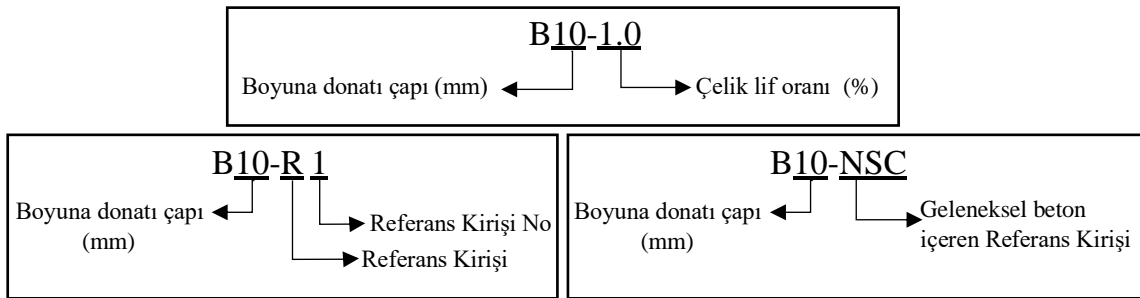 B10-1.0
Boyuna donatı çapı (mm)
Çelik lif oranı (%)
B10-R 1
Boyuna donatı çapı
(mm)
Referans Kirişi No
Referans Kirişi
B10-NSC
Boyuna donatı çapı
(mm)
Geleneksel beton
içeren Referans Kirişi